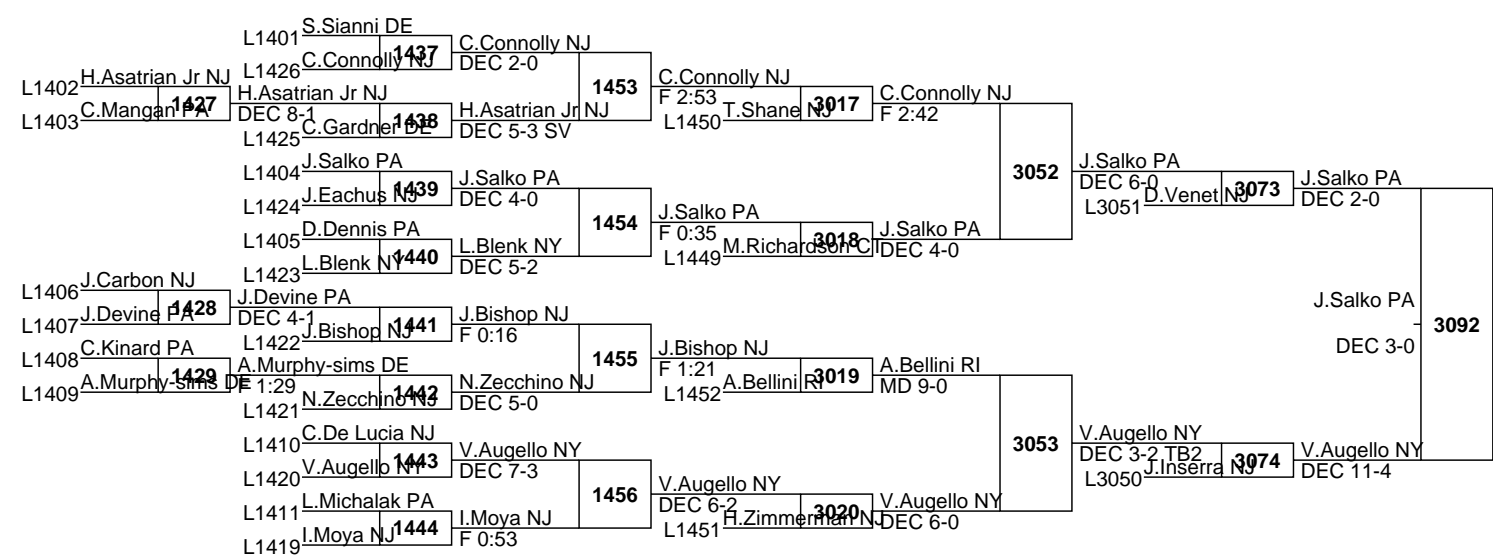 L1401 S.Sianni DE
L1426 C.Connolly NJ
1437
C.Connolly NJ
DEC 2-0
L1402 H.Asatrian Jr NJ
L1403 C.Mangan PA
1427
H.Asatrian Jr NJ
DEC 8-1
L1425 C.Gardner DE
1438
H.Asatrian Jr NJ
DEC 5-3 SV
1453
C.Connolly NJ
F 2:53
L1450 T.Shane NJ
3017
C.Connolly NJ
F 2:42
L1404 J.Salko PA
L1424 J.Eachus NJ
1439
J.Salko PA
DEC 4-0
L1405 D.Dennis PA
L1423 L.Blenk NY
1440
L.Blenk NY
DEC 5-2
1454
J.Salko PA
F 0:35
L1449 M.Richardson CT
3018
J.Salko PA
DEC 4-0
3052
J.Salko PA
DEC 6-0
L3051 D.Venet NJ
3073
J.Salko PA
DEC 2-0
L1406 J.Carbon NJ
L1407 J.Devine PA
1428
J.Devine PA
DEC 4-1
L1422 J.Bishop NJ
1441
J.Bishop NJ
F 0:16
L1408 C.Kinard PA
L1409 A.Murphy-sims DE
1429
A.Murphy-sims DE
F 1:29
L1421 N.Zecchino NJ
1442
N.Zecchino NJ
DEC 5-0
1455
J.Bishop NJ
F 1:21
L1452 A.Bellini RI
3019
A.Bellini RI
MD 9-0
L1410 C.De Lucia NJ
L1420 V.Augello NY
1443
V.Augello NY
DEC 7-3
L1411 L.Michalak PA
L1419 I.Moya NJ
1444
I.Moya NJ
F 0:53
1456
V.Augello NY
DEC 6-2
L1451 H.Zimmerman NJ
3020
V.Augello NY
DEC 6-0
3053
V.Augello NY
DEC 3-2 TB2
L3050 J.Inserra NJ
3074
V.Augello NY
DEC 11-4
3092
J.Salko PA
DEC 3-0